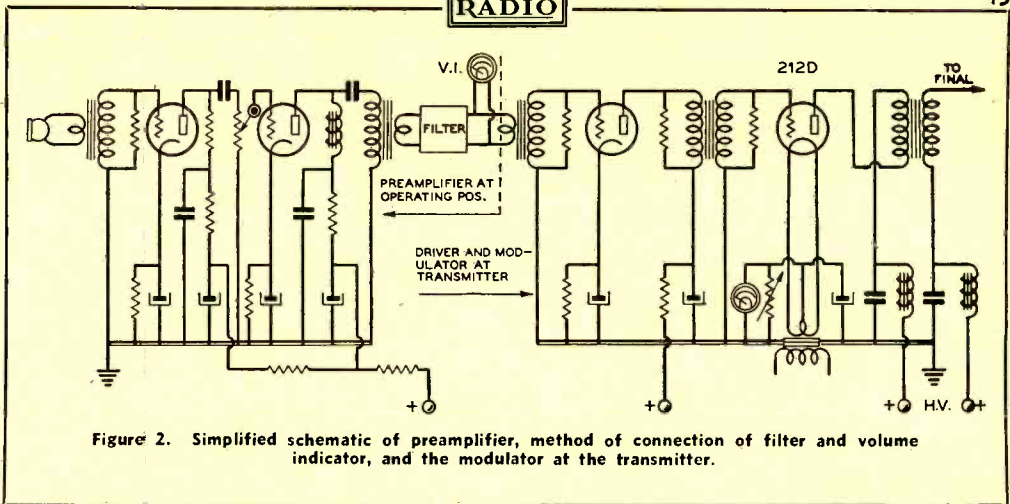 RADIO
V.I.
212D
TO
FINAL
FILTER
PREAMPLIFIER AT
OPERATING POS.
DRIVER AND MOD-
ULATOR AT
TRANSMITTER
+
+
+ H.V. +
Figure 2. Simplified schematic of preamplifier, method of connection of filter and volume
indicator, and the modulator at the transmitter.